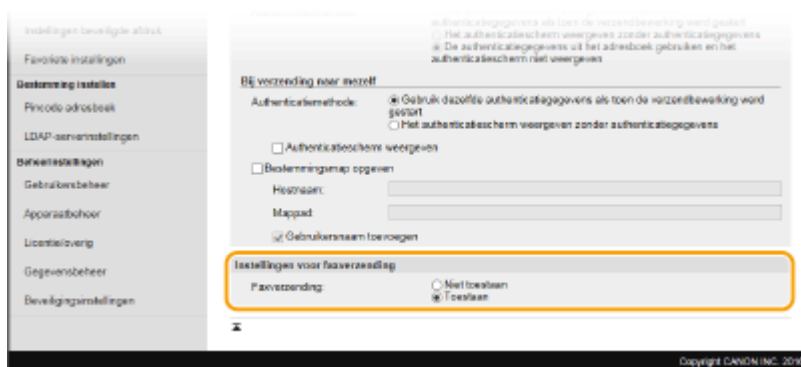 Instellingen beveiligde afdruk
Favoriete instellingen
Bestemming instellen
Pincode adresboek
LDAP-serverinstellingen
Beheerinstellingen
Gebruikersbeheer
Apparaatbeheer
Licentie/overig
Gegevensbeheer
Beveiligingsinstellingen
authenticatiegegevens als toen de verzendbewerking werd
gestart
Het authenticatiescherm weergeven zonder authenticatiegegevens
De authenticatiegegevens uit het adresboek gebruiken en het
authenticatiescherm niet weergeven
Bij verzending naar mezelf
Authenticatiemethode:
Gebruik dezelfde authenticatiegegevens als toen de verzendbewerking werd
gestart
Het authenticatiescherm weergeven zonder authenticatiegegevens
Authenticatiescherm weergeven
Bestemmingsmap opgeven
Hostnaam:
Mappad:
Gebruikersnaam toevoegen
Instellingen voor faxverzending
Faxverzending:
Niet toestaan
Toestaan
Copyright CANON INC. 2016